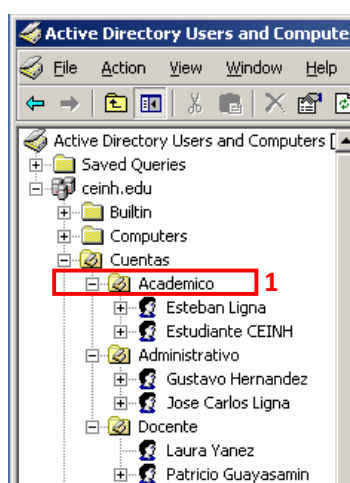 Active Directory Users and Compute
File Action View Window Help
Active Directory Users and Computers [
Saved Queries
ceinh.edu
Builtin
Computers
Cuentas
Academico 1
Esteban Ligna
Estudiante CEINH
Administrativo
Gustavo Hernandez
Jose Carlos Ligna
Docente
Laura Yanez
Patricio Guayasamin